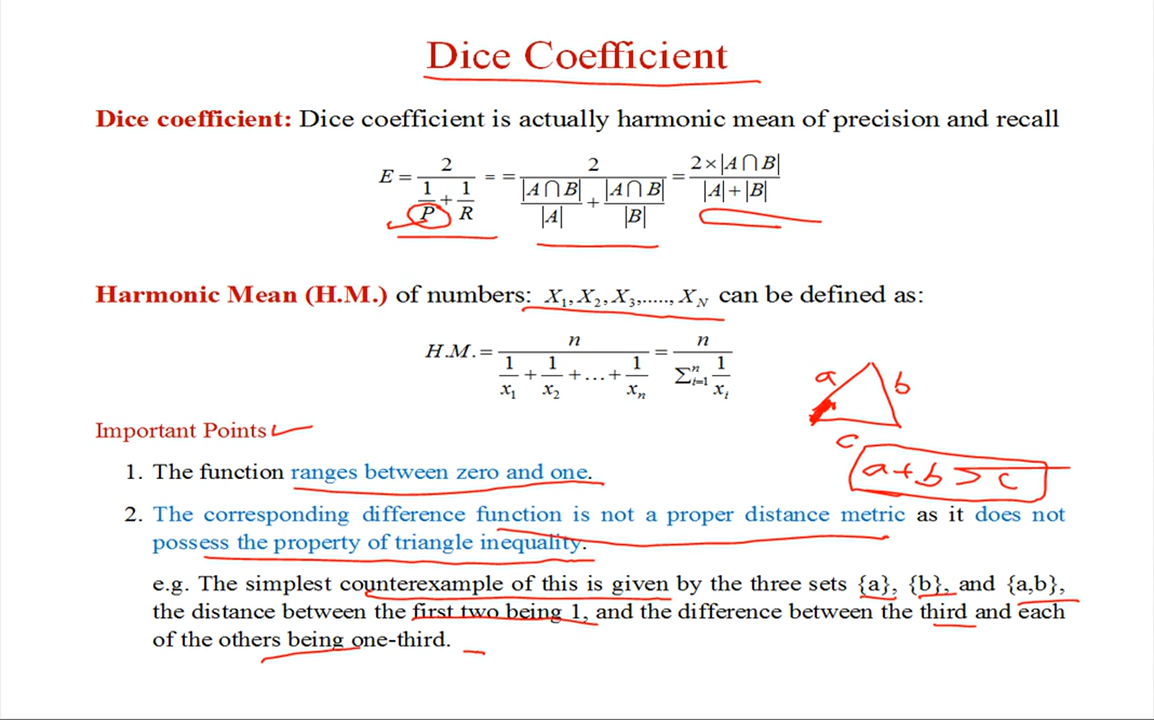 Dice Coefficient
Dice coefficient: Dice coefficient is actually harmonic mean of precision and recall
E = 2 / (1/P + 1/R) = = 2 / (|A∩B|/|A| + |A∩B|/|B|) = 2×|A∩B| / (|A|+|B|)
Harmonic Mean (H.M.) of numbers: X₁, X₂, X₃,....., X_N can be defined as:
H.M. = n / (1/x₁ + 1/x₂ + ... + 1/xₙ) = n / (Σⁿᵢ₌₁ 1/xᵢ)
a b
Important Points
c
1. The function ranges between zero and one.
a + b > c
2. The corresponding difference function is not a proper distance metric as it does not
possess the property of triangle inequality.
e.g. The simplest counterexample of this is given by the three sets {a}, {b}, and {a,b},
the distance between the first two being 1, and the difference between the third and each
of the others being one-third.